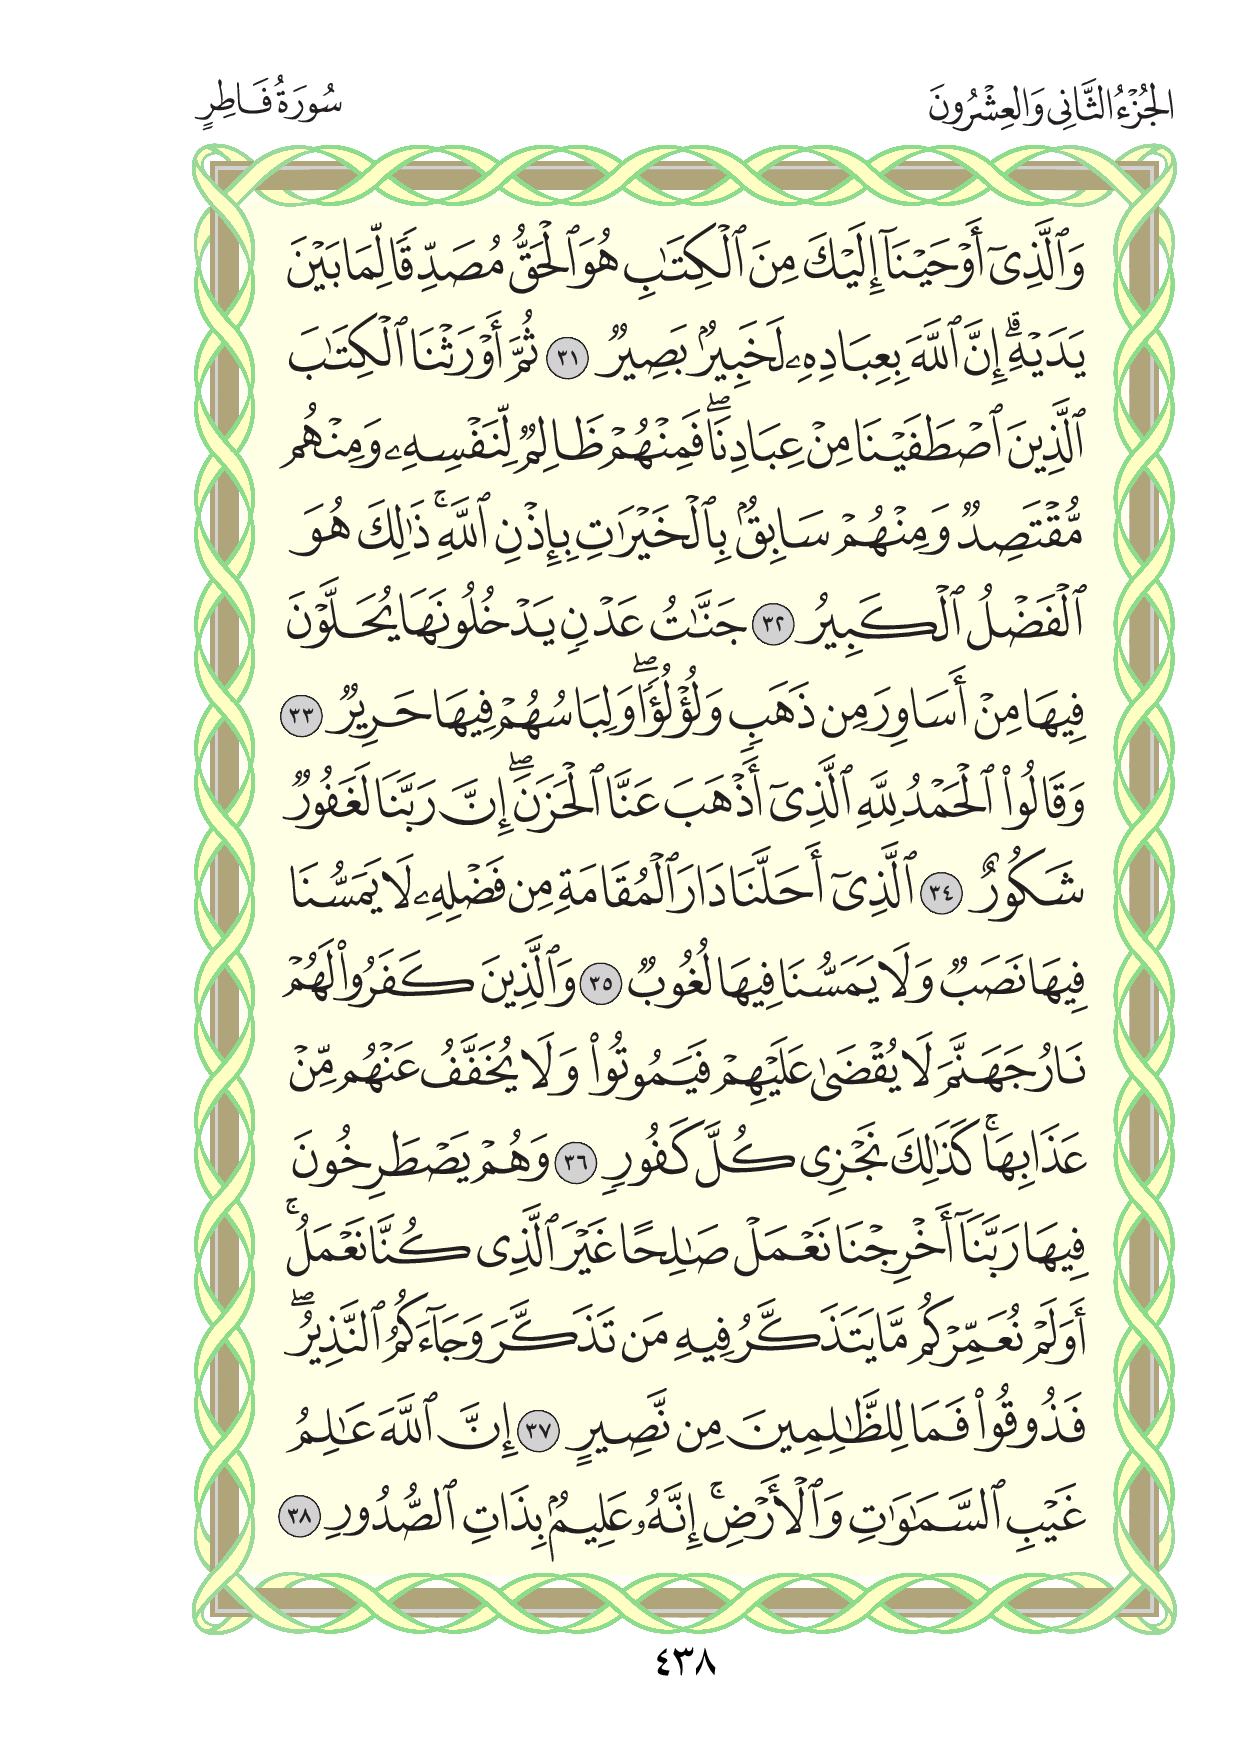 الجُزْءُ الثَّانِي وَالعِشْرُونَ
سُورَةُ فَاطِرٍ
وَٱلَّذِىٓ أَوْحَيْنَآ إِلَيْكَ مِنَ ٱلْكِتَٰبِ هُوَ ٱلْحَقُّ مُصَدِّقًا لِّمَا بَيْنَ
يَدَيْهِۗ إِنَّ ٱللَّهَ بِعِبَادِهِۦ لَخَبِيرٌۢ بَصِيرٌ ٣١ ثُمَّ أَوْرَثْنَا ٱلْكِتَٰبَ
ٱلَّذِينَ ٱصْطَفَيْنَا مِنْ عِبَادِنَاۖ فَمِنْهُمْ ظَالِمٌ لِّنَفْسِهِۦ وَمِنْهُم
مُّقْتَصِدٌ وَمِنْهُمْ سَابِقٌۢ بِٱلْخَيْرَٰتِ بِإِذْنِ ٱللَّهِۚ ذَٰلِكَ هُوَ
ٱلْفَضْلُ ٱلْكَبِيرُ ٣٢ جَنَّٰتُ عَدْنٍ يَدْخُلُونَهَا يُحَلَّوْنَ
فِيهَا مِنْ أَسَاوِرَ مِن ذَهَبٍ وَلُؤْلُؤًاۖ وَلِبَاسُهُمْ فِيهَا حَرِيرٌ ٣٣
وَقَالُوا۟ ٱلْحَمْدُ لِلَّهِ ٱلَّذِىٓ أَذْهَبَ عَنَّا ٱلْحَزَنَۖ إِنَّ رَبَّنَا لَغَفُورٌ
شَكُورٌ ٣٤ ٱلَّذِىٓ أَحَلَّنَا دَارَ ٱلْمُقَامَةِ مِن فَضْلِهِۦ لَا يَمَسُّنَا
فِيهَا نَصَبٌ وَلَا يَمَسُّنَا فِيهَا لُغُوبٌ ٣٥ وَٱلَّذِينَ كَفَرُوا۟ لَهُمْ
نَارُ جَهَنَّمَ لَا يُقْضَىٰ عَلَيْهِمْ فَيَمُوتُوا۟ وَلَا يُخَفَّفُ عَنْهُم مِّنْ
عَذَابِهَاۚ كَذَٰلِكَ نَجْزِى كُلَّ كَفُورٍ ٣٦ وَهُمْ يَصْطَرِخُونَ
فِيهَا رَبَّنَآ أَخْرِجْنَا نَعْمَلْ صَٰلِحًا غَيْرَ ٱلَّذِى كُنَّا نَعْمَلُۚ
أَوَلَمْ نُعَمِّرْكُم مَّا يَتَذَكَّرُ فِيهِ مَن تَذَكَّرَ وَجَآءَكُمُ ٱلنَّذِيرُۖ
فَذُوقُوا۟ فَمَا لِلظَّٰلِمِينَ مِن نَّصِيرٍ ٣٧ إِنَّ ٱللَّهَ عَٰلِمُ
غَيْبِ ٱلسَّمَٰوَٰتِ وَٱلْأَرْضِۚ إِنَّهُۥ عَلِيمٌۢ بِذَاتِ ٱلصُّدُورِ ٣٨
٤٣٨